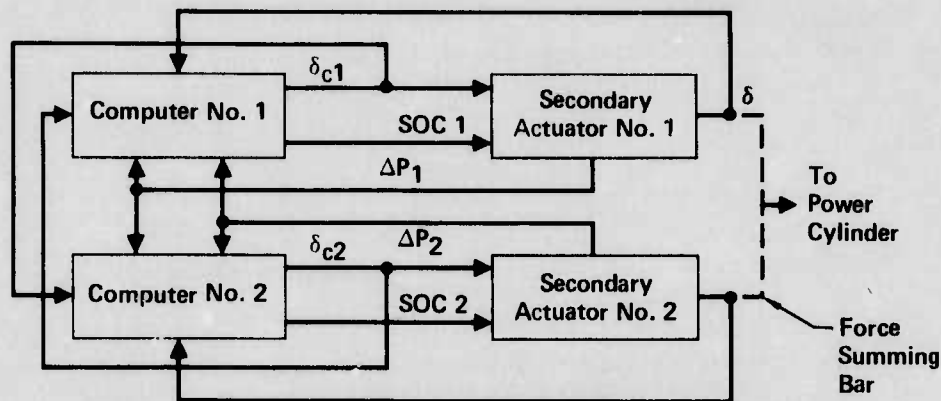 δc1
Computer No. 1
SOC 1
Secondary
Actuator No. 1
δ
ΔP1
To
Power
Cylinder
δc2
ΔP2
Computer No. 2
SOC 2
Secondary
Actuator No. 2
Force
Summing
Bar